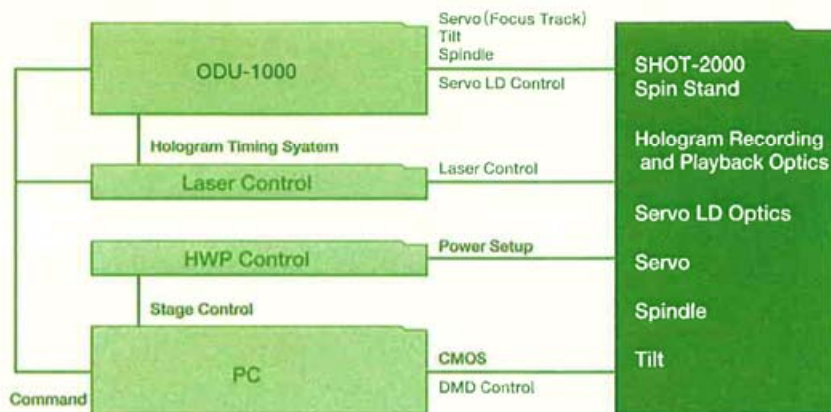 Servo(Focus Track)
Tilt
Spindle
Servo LD Control
ODU-1000
Hologram Timing Syatem
Laser Control
Laser Control
HWP Control
Power Setup
Stage Control
PC
CMOS
DMD Control
Command
SHOT-2000
Spin Stand
Hologram Recording
and Playback Optics
Servo LD Optics
Servo
Spindle
Tilt